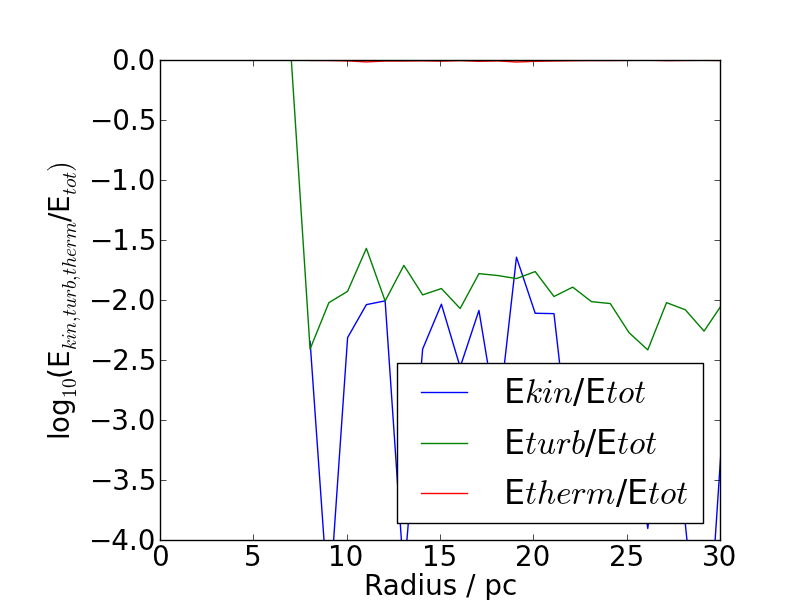 log10(Ekin,turb,therm/Etot)
0.0
−0.5
−1.0
−1.5
−2.0
−2.5
−3.0
−3.5
−4.0
Ekin/Etot
Eturb/Etot
Etherm/Etot
0 5 10 15 20 25 30
Radius / pc